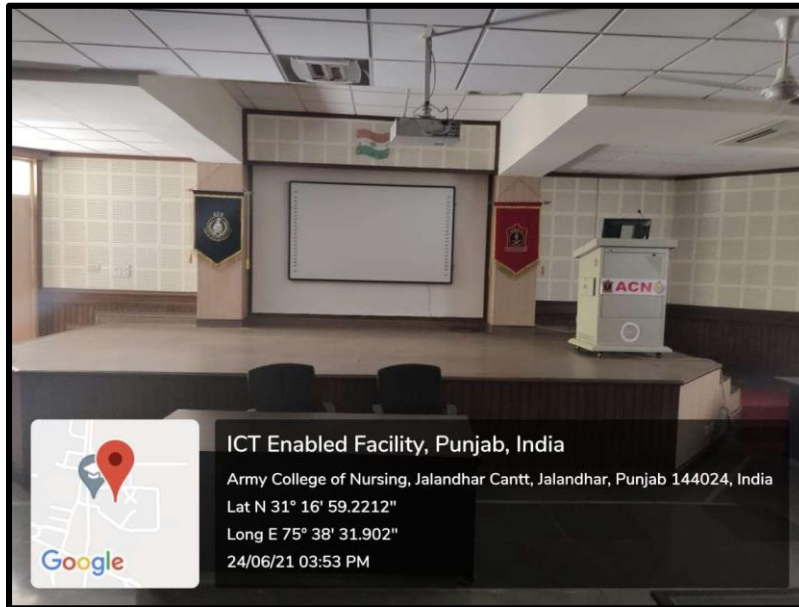 ACN
ICT Enabled Facility, Punjab, India
Army College of Nursing, Jalandhar Cantt, Jalandhar, Punjab 144024, India
Lat N 31° 16' 59.2212"
Long E 75° 38' 31.902"
24/06/21 03:53 PM
Google